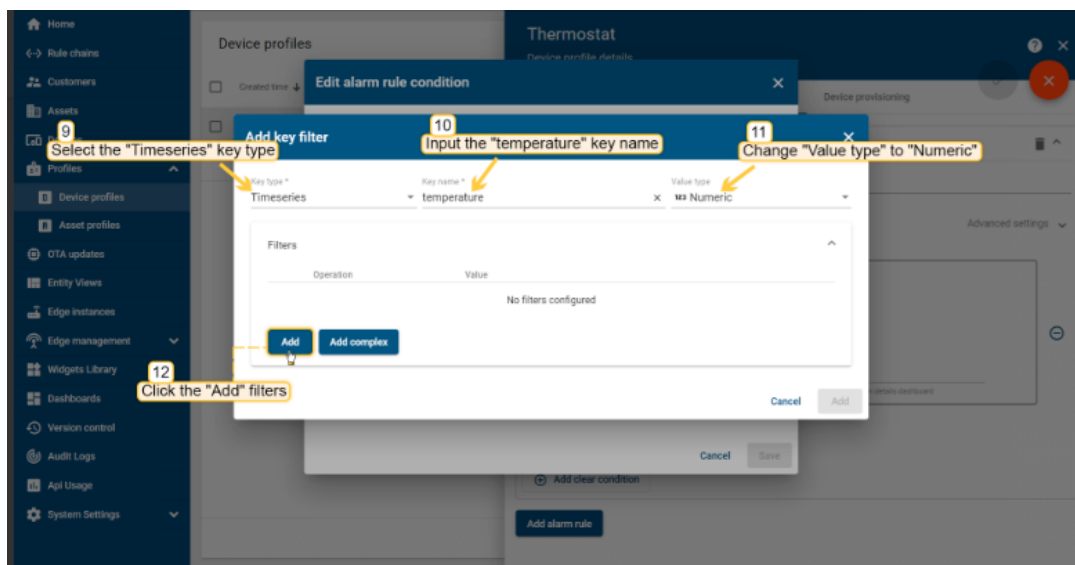 Home
Rule chains
Customers
Assets
Profiles
Device profiles
Asset profiles
OTA updates
Entity Views
Edge instances
Edge management
Widgets Library
Dashboards
Version control
Audit Logs
Api Usage
System Settings
Device profiles
Created time
Thermostat
Device profile details
Device provisioning
Advanced settings
Edit alarm rule condition
Add key filter
9
Select the "Timeseries" key type
10
Input the "temperature" key name
11
Change "Value type" to "Numeric"
Key type *
Timeseries
Key name *
temperature
Value type
123 Numeric
Filters
Operation Value
No filters configured
Add Add complex
12
Click the "Add" filters
Cancel Add
Cancel Save
Add clear condition
Add alarm rule